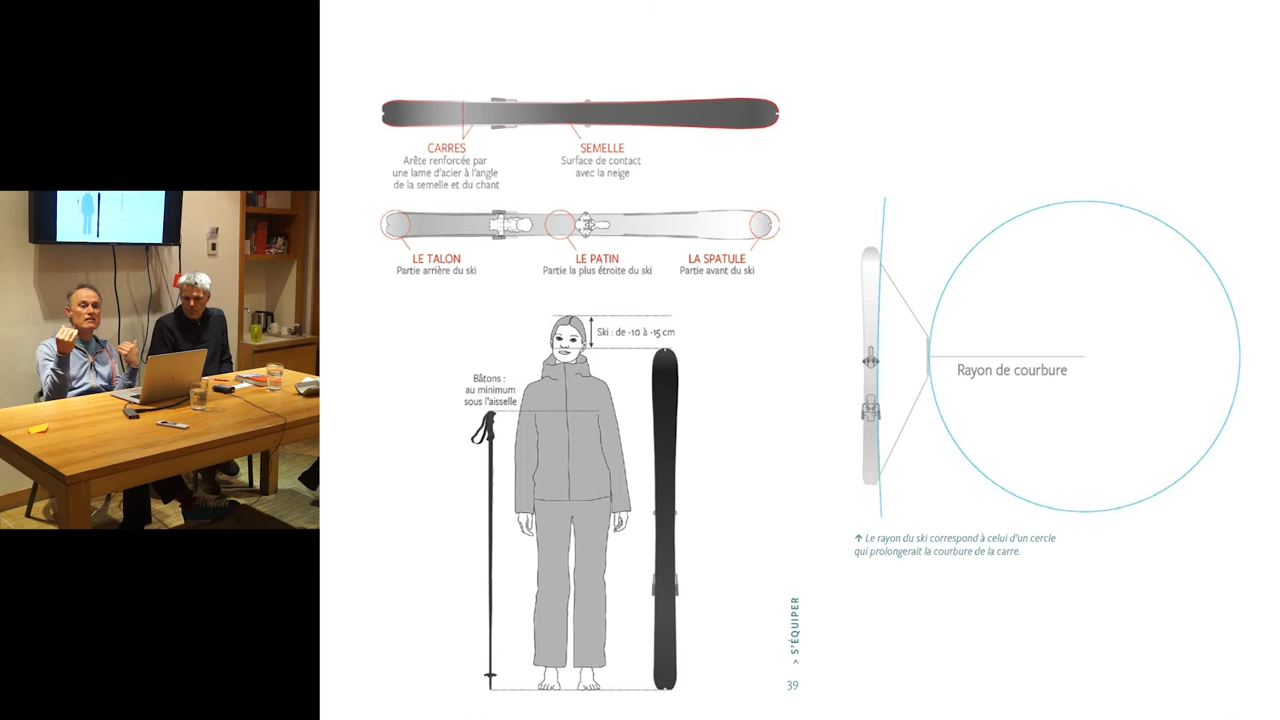 CARRES
Arête renforcée par
une lame d'acier à l'angle
de la semelle et du chant
SEMELLE
Surface de contact
avec la neige
LE TALON
Partie arrière du ski
LE PATIN
Partie la plus étroite du ski
LA SPATULE
Partie avant du ski
Ski : de -10 à -15 cm
Bâtons :
au minimum
sous l'aisselle
> S'ÉQUIPER
39
Rayon de courbure
↑ Le rayon du ski correspond à celui d'un cercle
qui prolongerait la courbure de la carre.